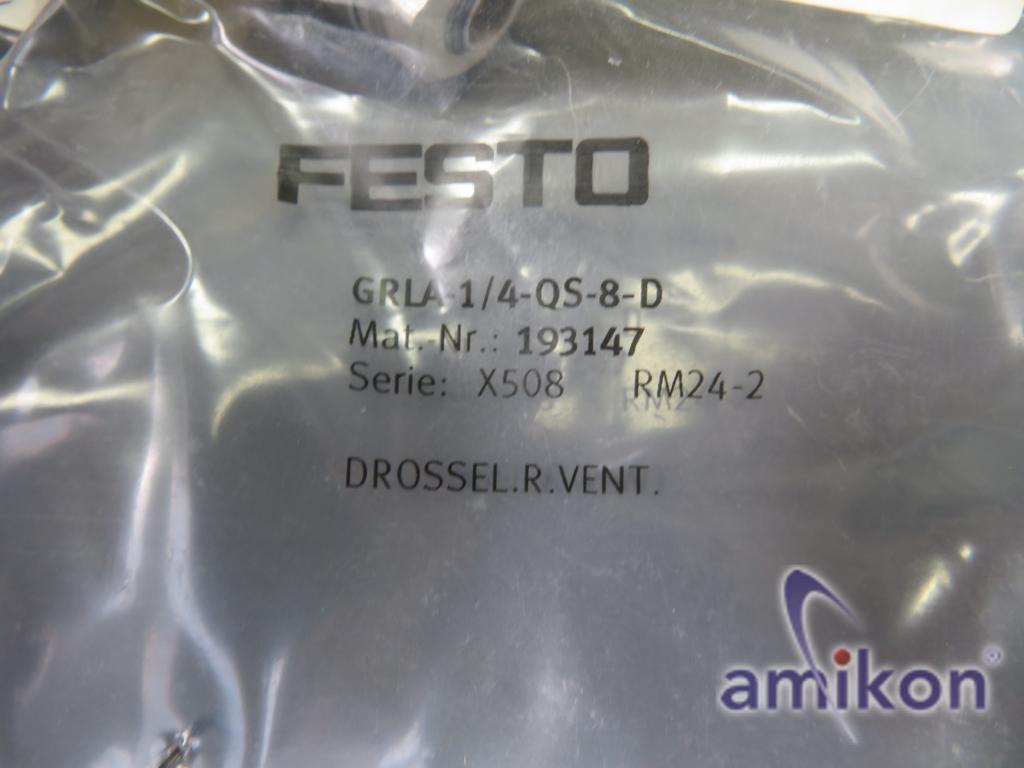 FESTO
GRLA-1/4-QS-8-D
Mat.-Nr.: 193147
Serie: X508 RM24-2
DROSSEL.R.VENT.
amikon®